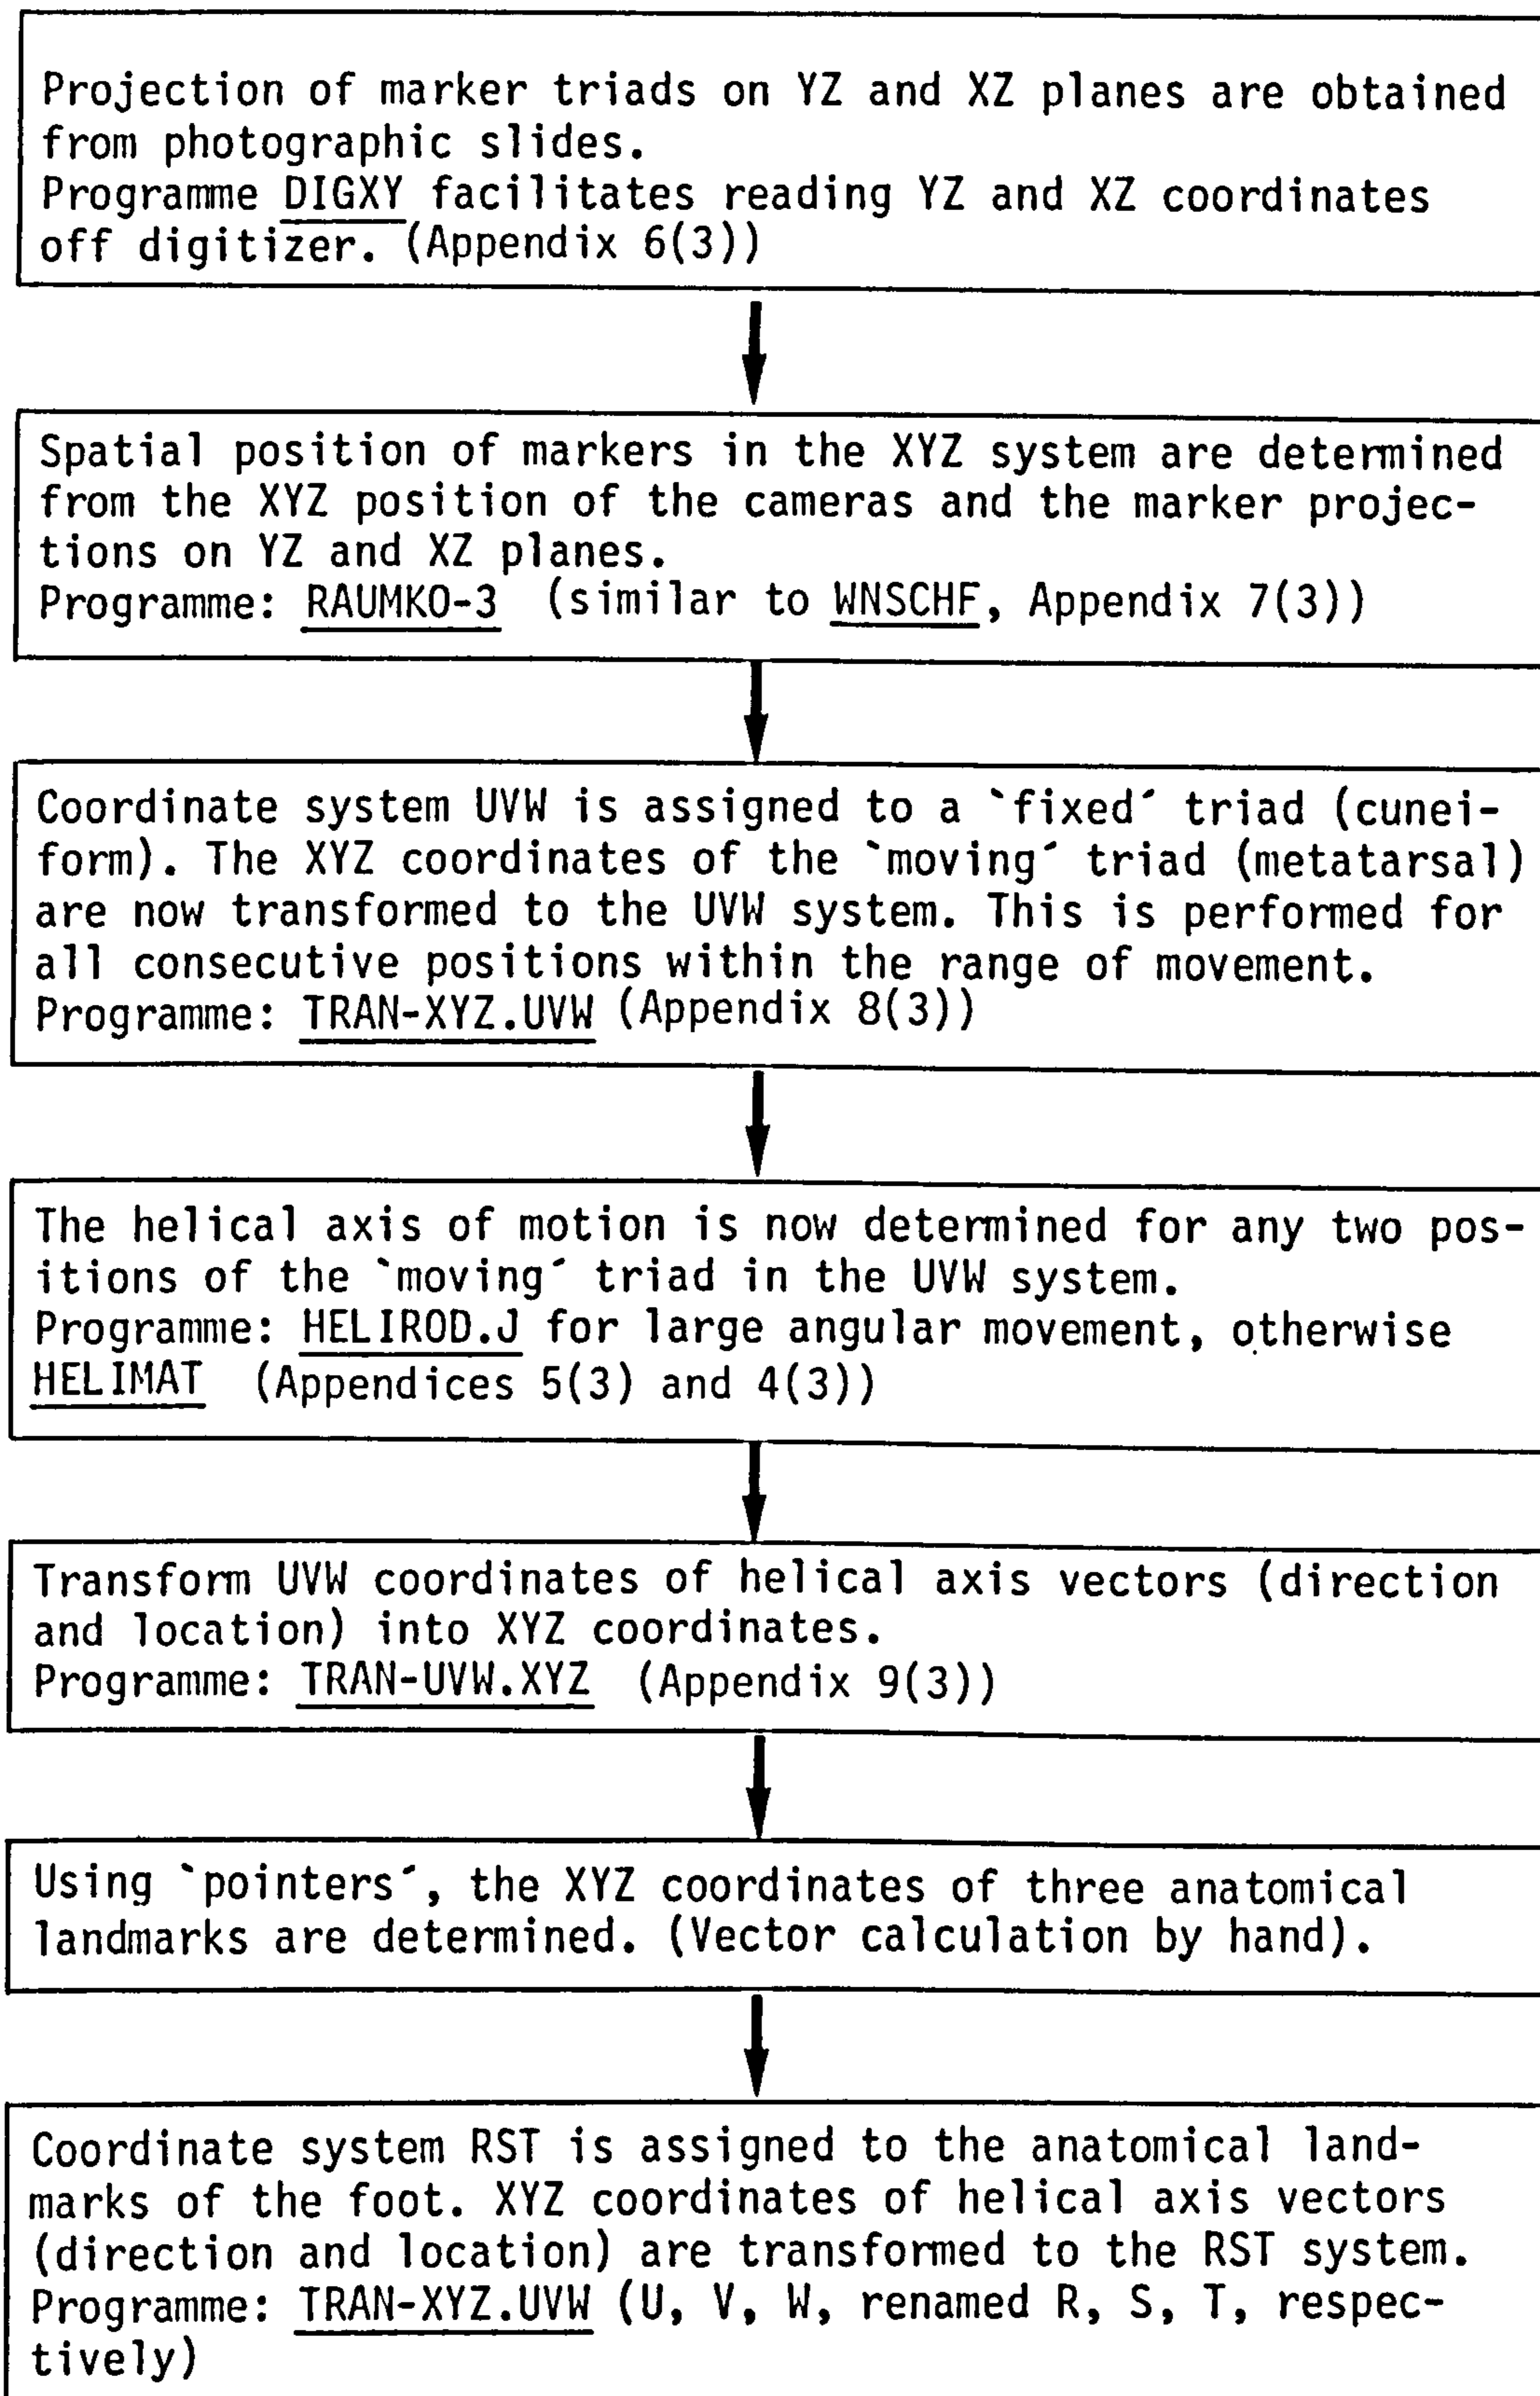 Projection of marker triads on YZ and XZ planes are obtained
from photographic slides.
Programme DIGXY facilitates reading YZ and XZ coordinates
off digitizer. (Appendix 6(3))
Spatial position of markers in the XYZ system are determined
from the XYZ position of the cameras and the marker projec-
tions on YZ and XZ planes.
Programme: RAUMKO-3 (similar to WNSCHF, Appendix 7(3))
Coordinate system UVW is assigned to a `fixed´ triad (cunei-
form). The XYZ coordinates of the `moving´ triad (metatarsal)
are now transformed to the UVW system. This is performed for
all consecutive positions within the range of movement.
Programme: TRAN-XYZ.UVW (Appendix 8(3))
The helical axis of motion is now determined for any two pos-
itions of the `moving´ triad in the UVW system.
Programme: HELIROD.J for large angular movement, otherwise
HELIMAT (Appendices 5(3) and 4(3))
Transform UVW coordinates of helical axis vectors (direction
and location) into XYZ coordinates.
Programme: TRAN-UVW.XYZ (Appendix 9(3))
Using `pointers´, the XYZ coordinates of three anatomical
landmarks are determined. (Vector calculation by hand).
Coordinate system RST is assigned to the anatomical land-
marks of the foot. XYZ coordinates of helical axis vectors
(direction and location) are transformed to the RST system.
Programme: TRAN-XYZ.UVW (U, V, W, renamed R, S, T, respec-
tively)